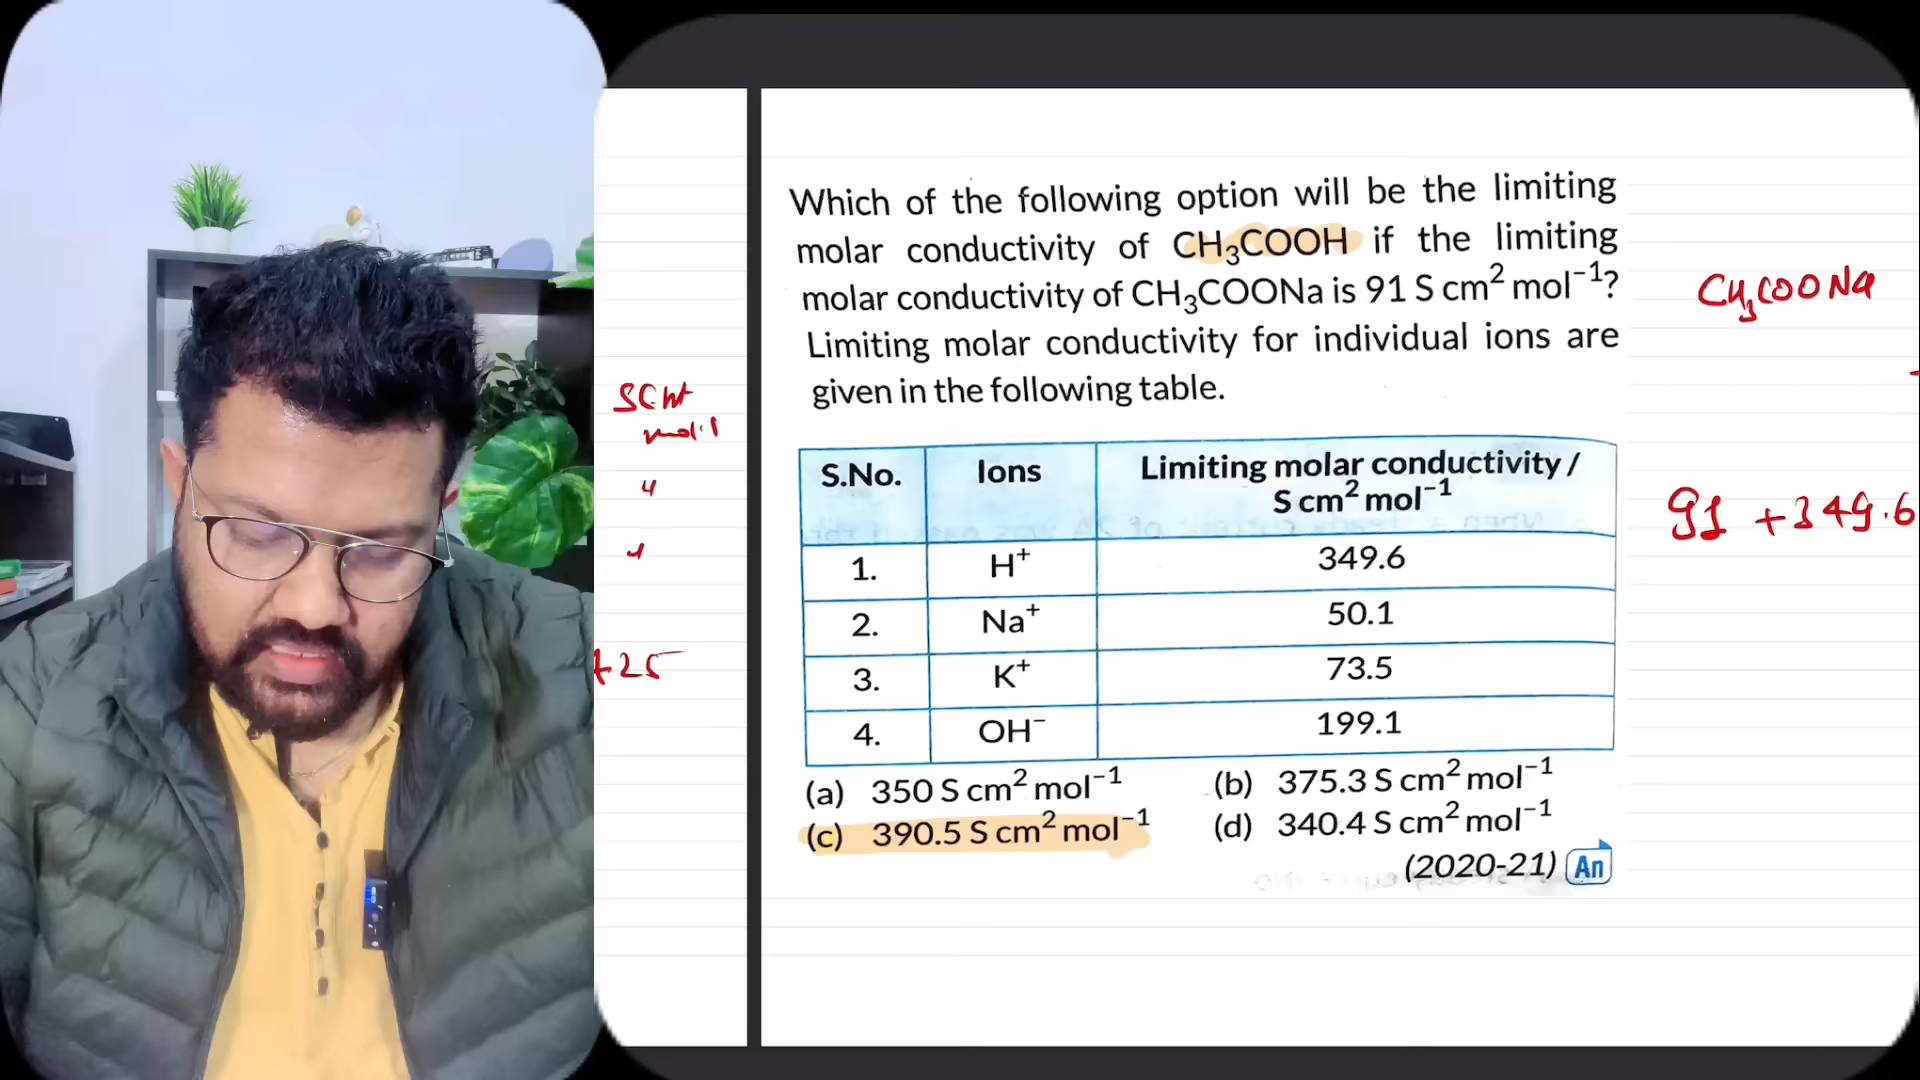 Which of the following option will be the limiting
molar conductivity of CH₃COOH if the limiting
molar conductivity of CH₃COONa is 91 S cm² mol⁻¹?
Limiting molar conductivity for individual ions are
given in the following table.
S.No. Ions Limiting molar conductivity /
S cm² mol⁻¹
1. H⁺ 349.6
2. Na⁺ 50.1
3. K⁺ 73.5
4. OH⁻ 199.1
(a) 350 S cm² mol⁻¹ (b) 375.3 S cm² mol⁻¹
(c) 390.5 S cm² mol⁻¹ (d) 340.4 S cm² mol⁻¹
(2020-21) An
CH₃COONa
91 + 349.6
+25